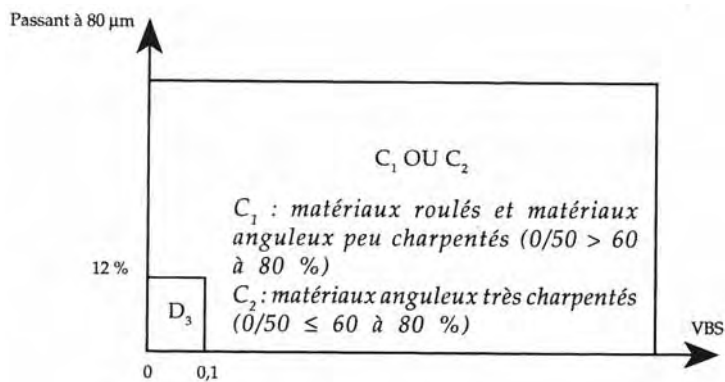 Passant à 80 µm
C₁ OU C₂
C₁ : matériaux roulés et matériaux
anguleux peu charpentés (0/50 > 60
à 80 %)
C₂ : matériaux anguleux très charpentés
(0/50 ≤ 60 à 80 %)
12 %
D₃
VBS
0
0,1